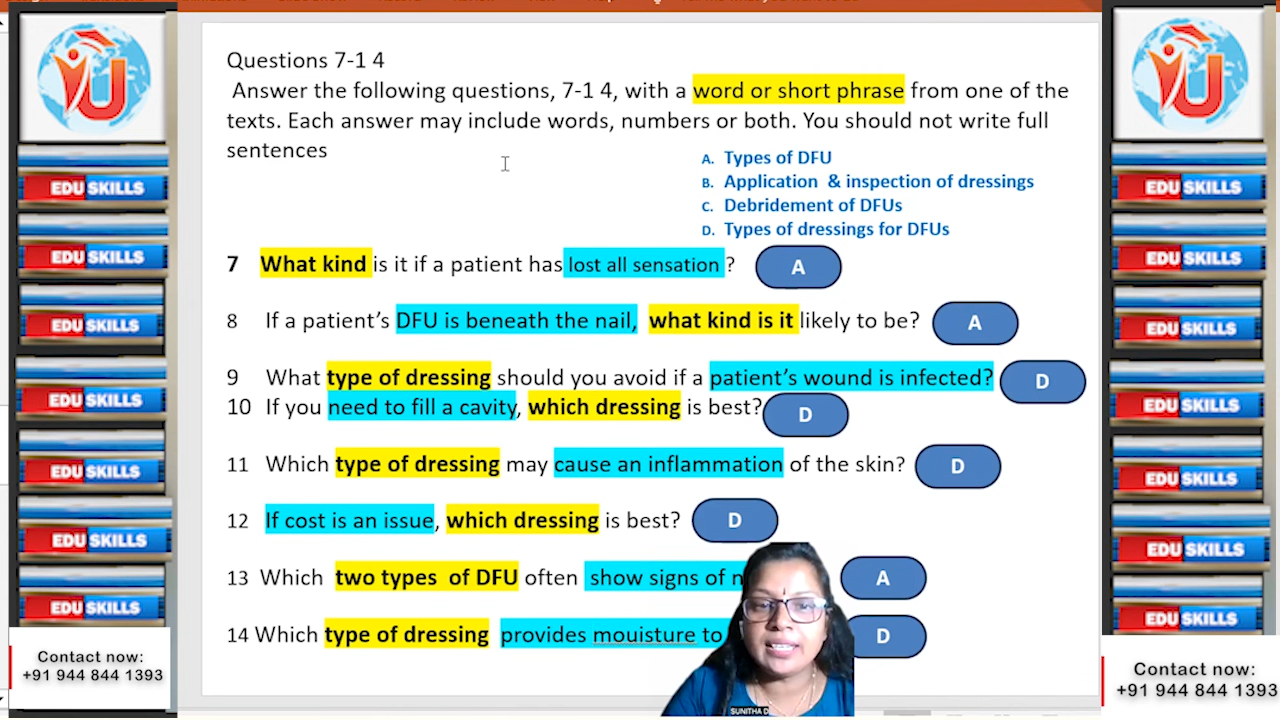 Questions 7-1 4
Answer the following questions, 7-1 4, with a word or short phrase from one of the
texts. Each answer may include words, numbers or both. You should not write full
sentences
A. Types of DFU
B. Application & inspection of dressings
C. Debridement of DFUs
D. Types of dressings for DFUs
7 What kind is it if a patient has lost all sensation ? A
8 If a patient's DFU is beneath the nail, what kind is it likely to be? A
9 What type of dressing should you avoid if a patient's wound is infected? D
10 If you need to fill a cavity, which dressing is best? D
11 Which type of dressing may cause an inflammation of the skin? D
12 If cost is an issue, which dressing is best? D
13 Which two types of DFU often show signs of A
14 Which type of dressing provides mouisture to D
SUNITHA D
EDU SKILLS
EDU SKILLS
EDU SKILLS
EDU SKILLS
EDU SKILLS
EDU SKILLS
EDU SKILLS
Contact now:
+91 944 844 1393
EDU SKILLS
EDU SKILLS
EDU SKILLS
EDU SKILLS
EDU SKILLS
EDU SKILLS
EDU SKILLS
Contact now:
+91 944 844 1393